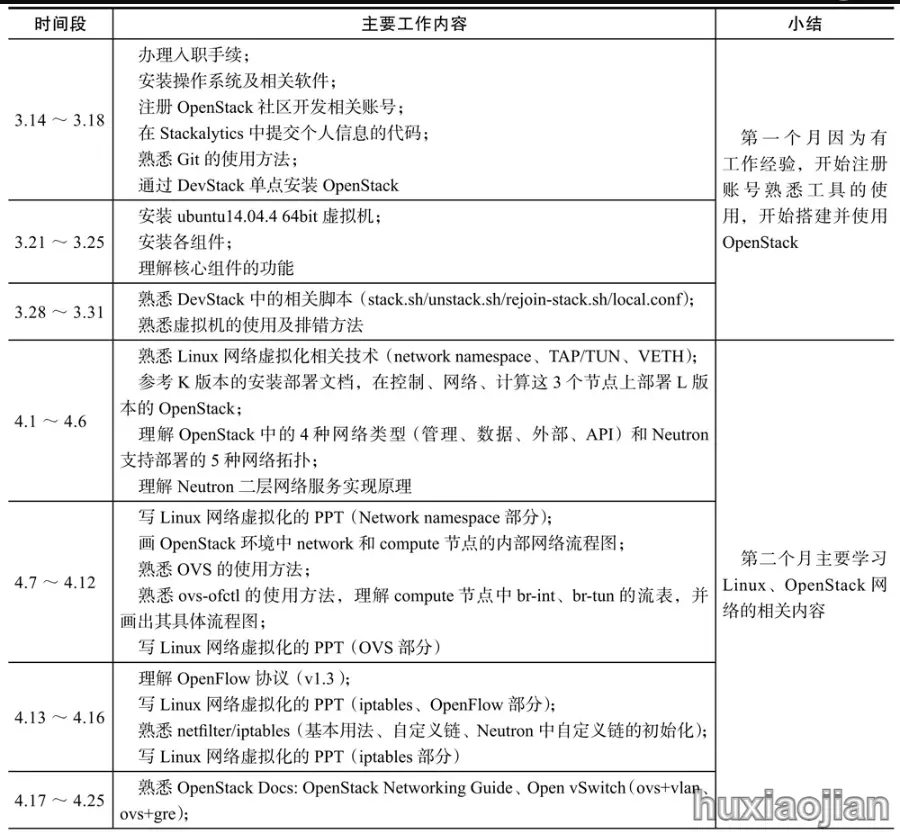 时间段 主要工作内容 小结
3.14～3.18
办理入职手续；
安装操作系统及相关软件；
注册 OpenStack 社区开发相关账号；
在 Stackalytics 中提交个人信息的代码；
熟悉 Git 的使用方法；
通过 DevStack 单点安装 OpenStack
第一个月因为有
工作经验，开始注册
账号熟悉工具的使
用，开始搭建并使用
OpenStack
3.21～3.25
安装 ubuntu14.04.4 64bit 虚拟机；
安装各组件；
理解核心组件的功能
3.28～3.31
熟悉 DevStack 中的相关脚本（stack.sh/unstack.sh/rejoin-stack.sh/local.conf）；
熟悉虚拟机的使用及排错方法
4.1～4.6
熟悉 Linux 网络虚拟化相关技术（network namespace、TAP/TUN、VETH）；
参考 K 版本的安装部署文档，在控制、网络、计算这 3 个节点上部署 L 版
本的 OpenStack；
理解 OpenStack 中的 4 种网络类型（管理、数据、外部、API）和 Neutron
支持部署的 5 种网络拓扑；
理解 Neutron 二层网络服务实现原理
第二个月主要学习
Linux、OpenStack 网
络的相关内容
4.7～4.12
写 Linux 网络虚拟化的 PPT（Network namespace 部分）；
画 OpenStack 环境中 network 和 compute 节点的内部网络流程图；
熟悉 OVS 的使用方法；
熟悉 ovs-ofctl 的使用方法，理解 compute 节点中 br-int、br-tun 的流表，并
画出其具体流程图；
写 Linux 网络虚拟化的 PPT（OVS 部分）
4.13～4.16
理解 OpenFlow 协议（v1.3）；
写 Linux 网络虚拟化的 PPT（iptables、OpenFlow 部分）；
熟悉 netfilter/iptables（基本用法、自定义链、Neutron 中自定义链的初始化）；
写 Linux 网络虚拟化的 PPT（iptables 部分）
4.17～4.25
熟悉 OpenStack Docs: OpenStack Networking Guide、Open vSwitch（ovs+vlan、
ovs+gre）；
huxiaojian